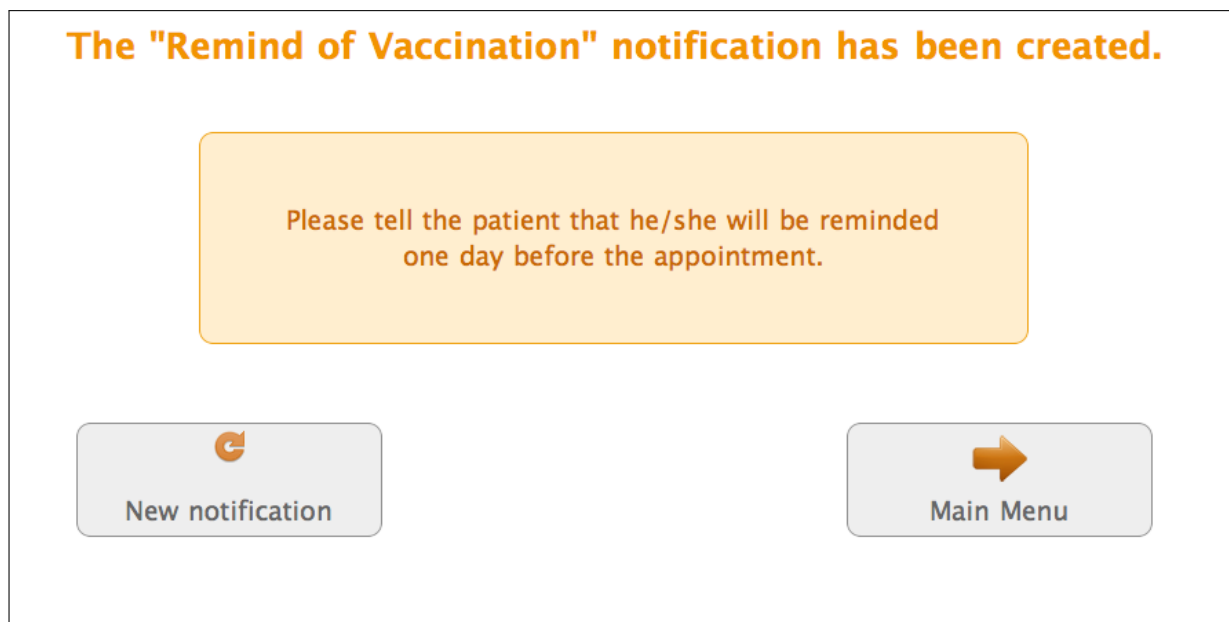 The "Remind of Vaccination" notification has been created.
Please tell the patient that he/she will be reminded
one day before the appointment.
New notification
Main Menu